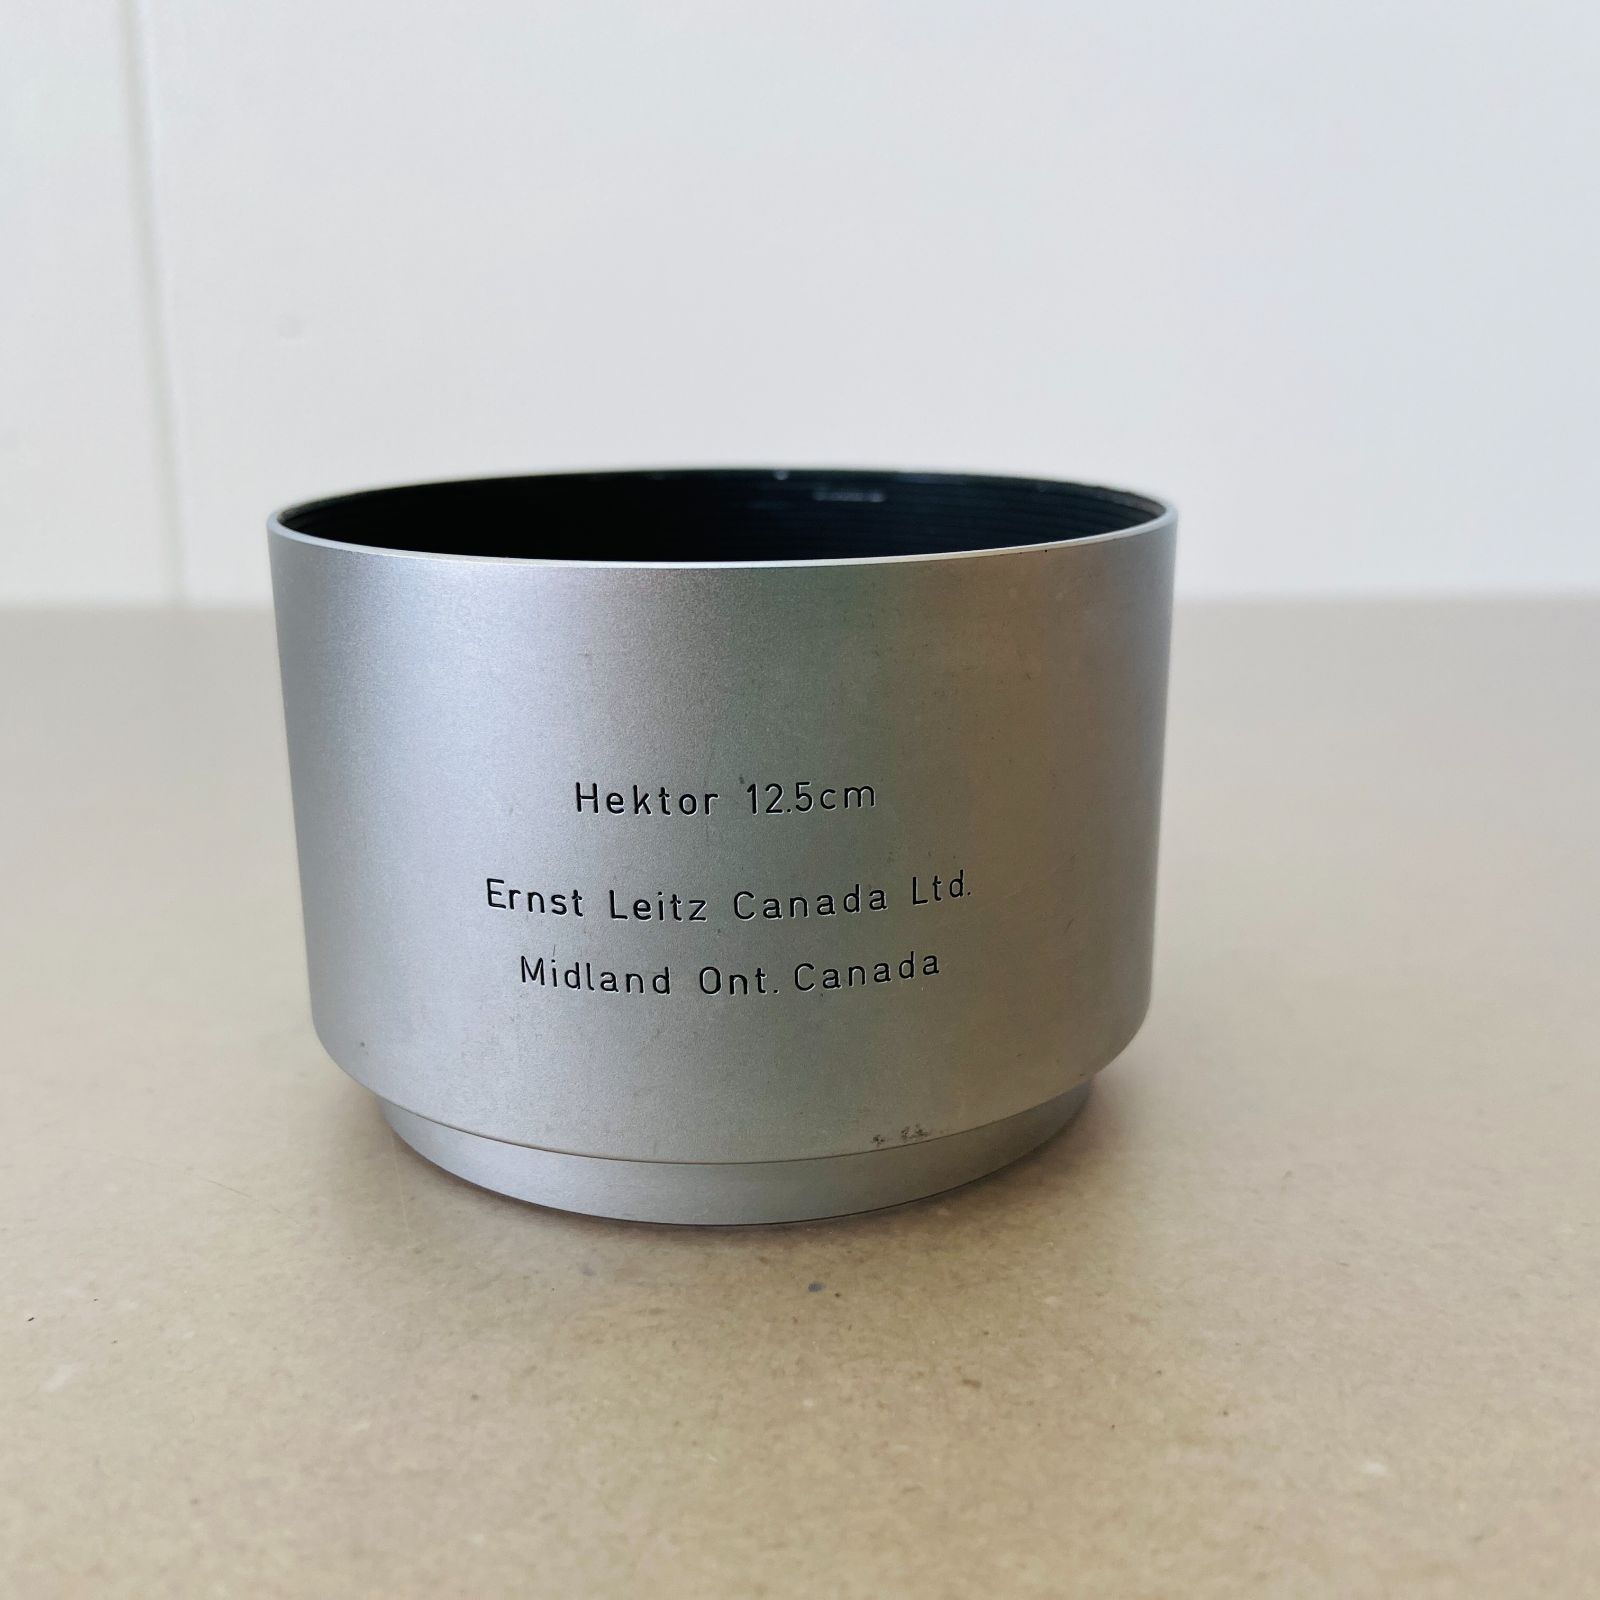 Hektor 12.5cm
Ernst Leitz Canada Ltd.
Midland Ont. Canada